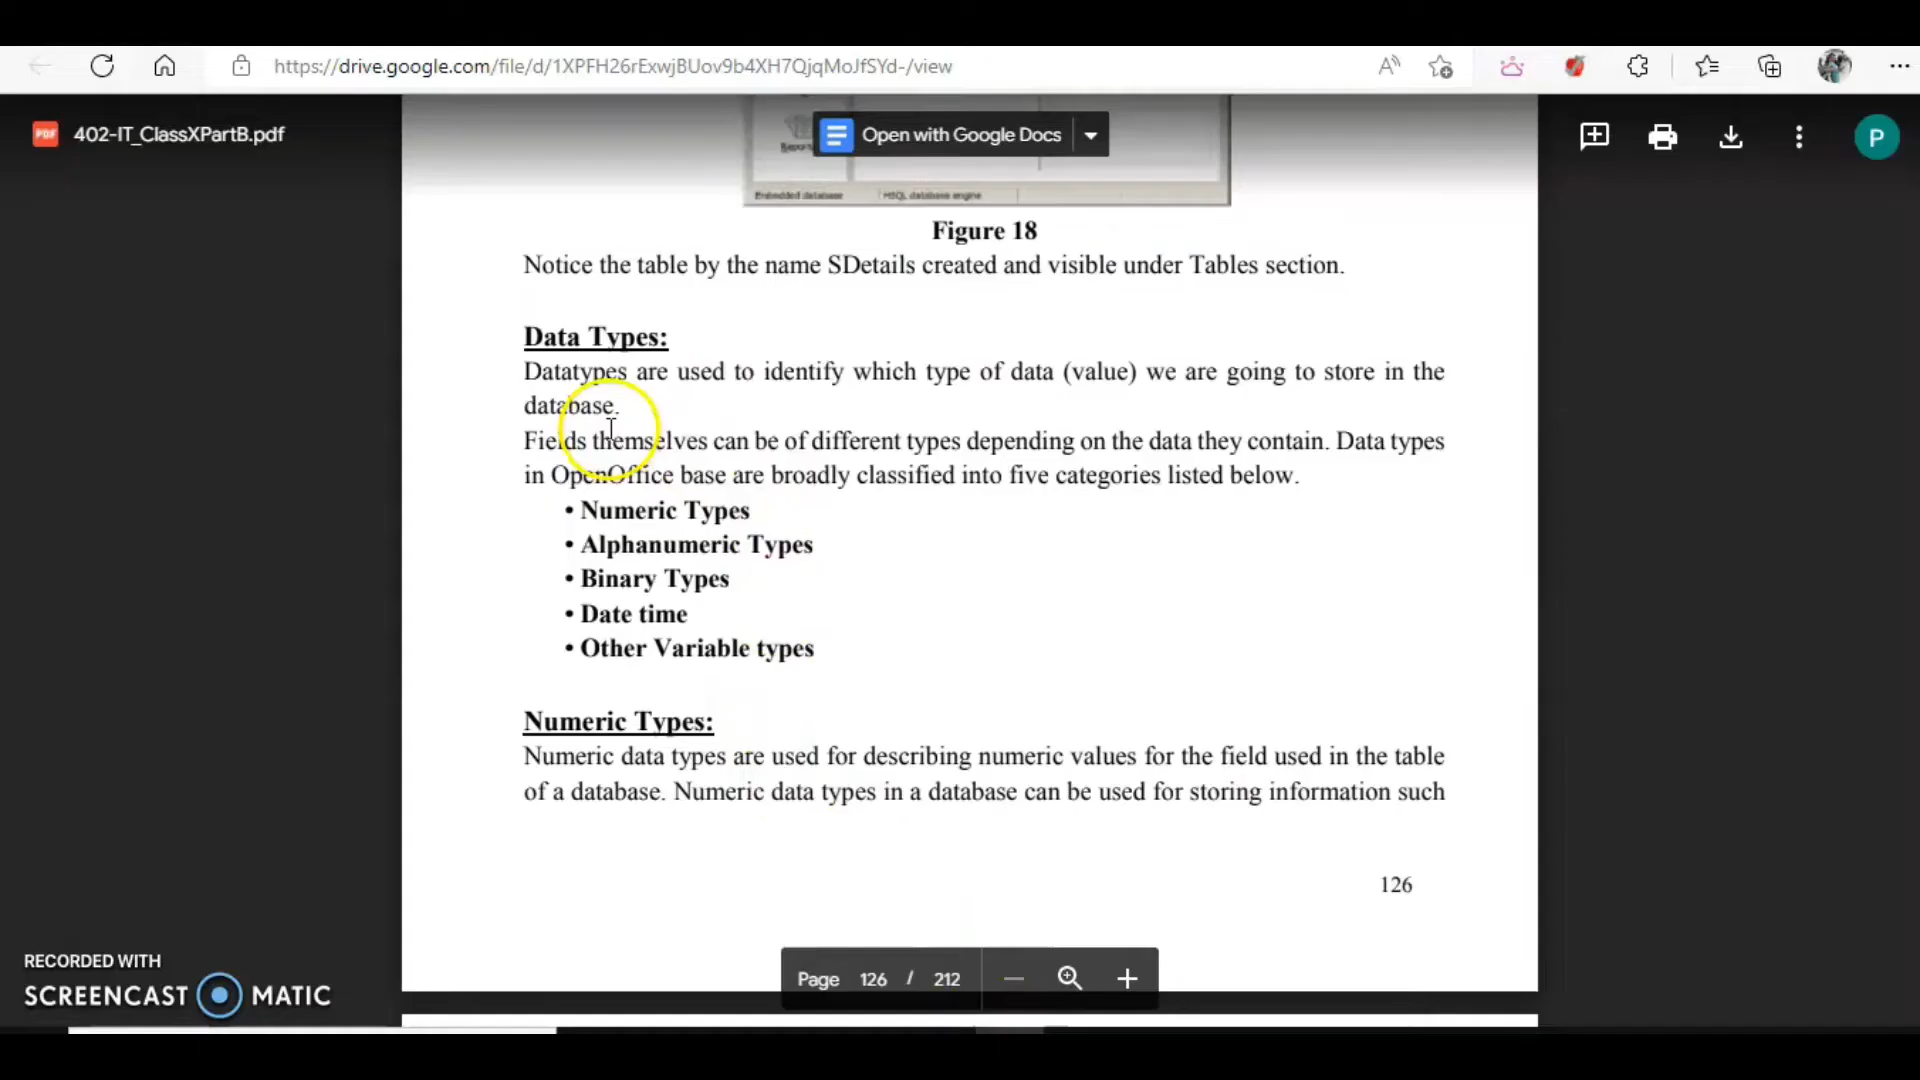 https://drive.google.com/file/d/1XPFH26rExwjBUov9b4XH7QjqMoJfSYd-/view
PDF 402-IT_ClassXPartB.pdf
Open with Google Docs
P
Embedded database HSQL database engine
Figure 18
Notice the table by the name SDetails created and visible under Tables section.
Data Types:
Datatypes are used to identify which type of data (value) we are going to store in the
database.
Fields themselves can be of different types depending on the data they contain. Data types
in OpenOffice base are broadly classified into five categories listed below.
• Numeric Types
• Alphanumeric Types
• Binary Types
• Date time
• Other Variable types
Numeric Types:
Numeric data types are used for describing numeric values for the field used in the table
of a database. Numeric data types in a database can be used for storing information such
126
RECORDED WITH
SCREENCAST MATIC
Page 126 / 212